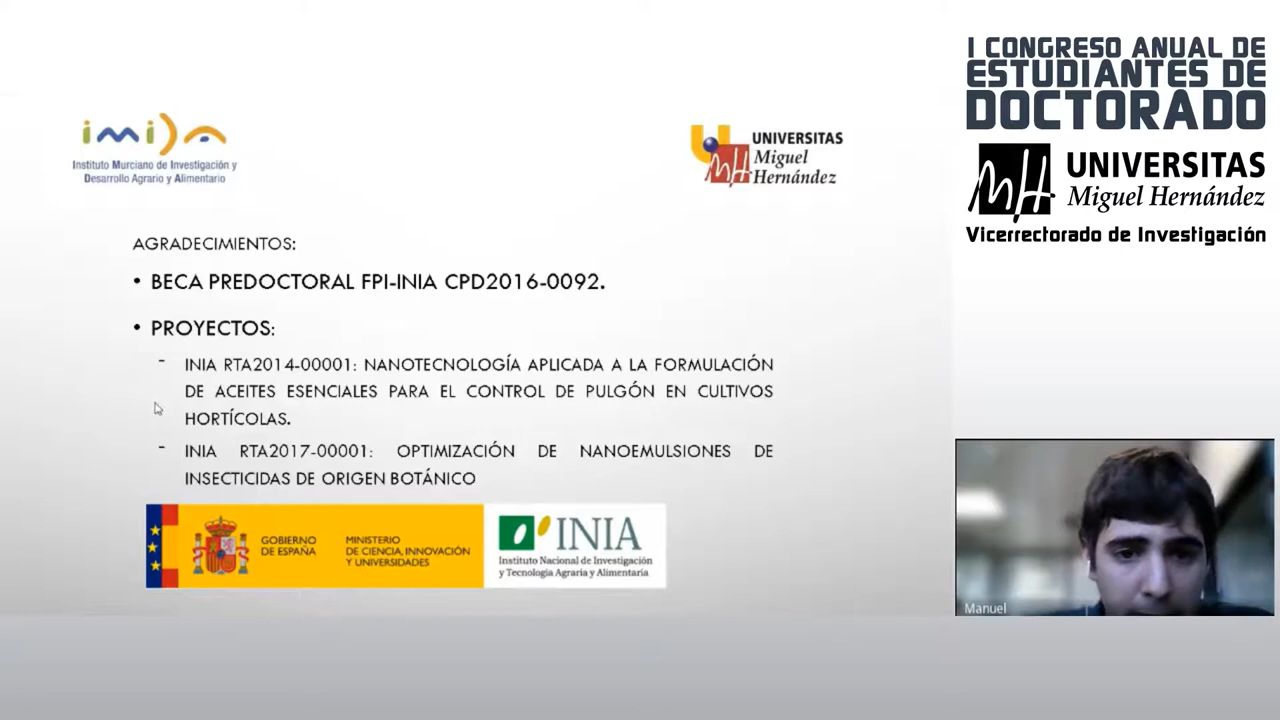 imida
Instituto Murciano de Investigación y
Desarrollo Agrario y Alimentario
UNIVERSITAS
Miguel
Hernández
AGRADECIMIENTOS:
• BECA PREDOCTORAL FPI-INIA CPD2016-0092.
• PROYECTOS:
- INIA RTA2014-00001: NANOTECNOLOGÍA APLICADA A LA FORMULACIÓN
DE ACEITES ESENCIALES PARA EL CONTROL DE PULGÓN EN CULTIVOS
HORTÍCOLAS.
- INIA RTA2017-00001: OPTIMIZACIÓN DE NANOEMULSIONES DE
INSECTICIDAS DE ORIGEN BOTÁNICO
GOBIERNO
DE ESPAÑA
MINISTERIO
DE CIENCIA, INNOVACIÓN
Y UNIVERSIDADES
INIA
Instituto Nacional de Investigación
y Tecnología Agraria y Alimentaria
I CONGRESO ANUAL DE
ESTUDIANTES DE
DOCTORADO
MH
UNIVERSITAS
Miguel Hernández
Vicerrectorado de Investigación
Manuel